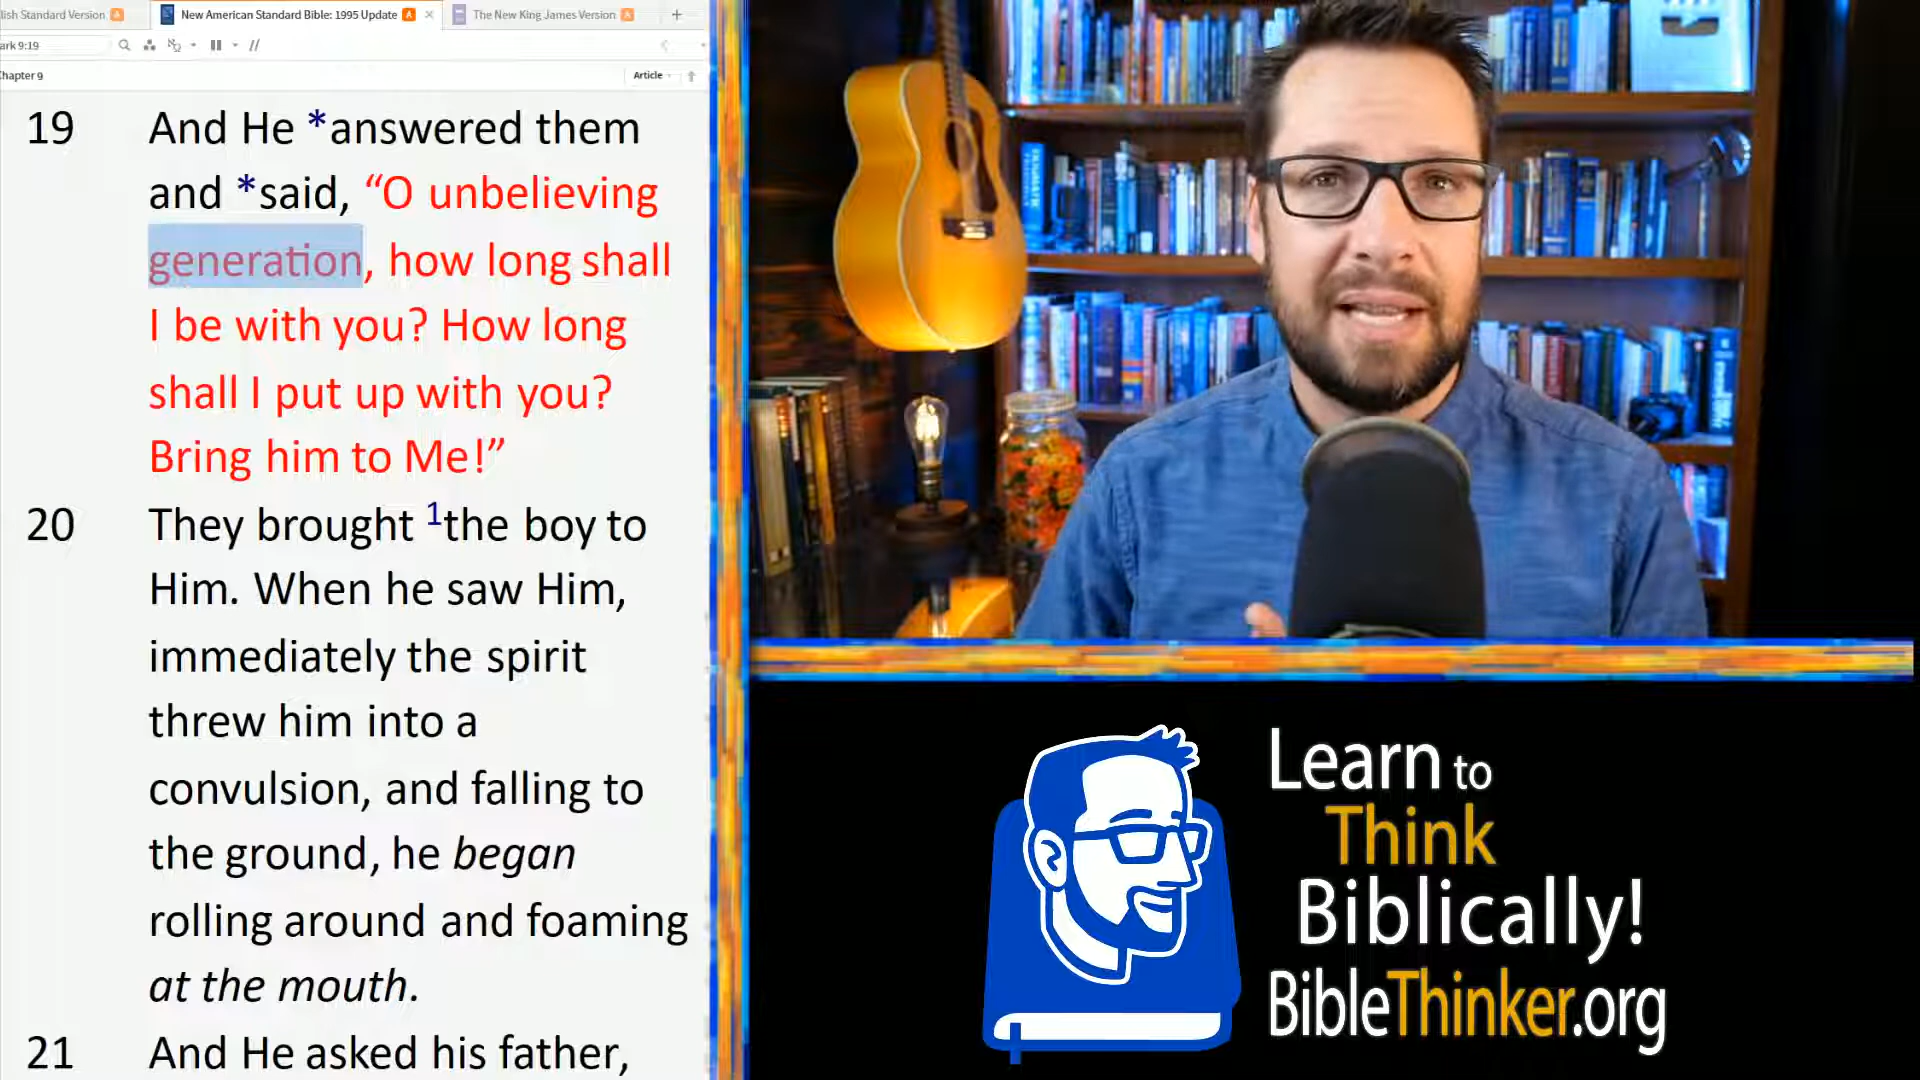 lish Standard Version A
New American Standard Bible: 1995 Update A
The New King James Version A
ark 9:19
Chapter 9
Article
19 And He *answered them
and *said, “O unbelieving
generation, how long shall
I be with you? How long
shall I put up with you?
Bring him to Me!”
20 They brought 1the boy to
Him. When he saw Him,
immediately the spirit
threw him into a
convulsion, and falling to
the ground, he began
rolling around and foaming
at the mouth.
21 And He asked his father,
Learn to
Think
Biblically!
BibleThinker.org